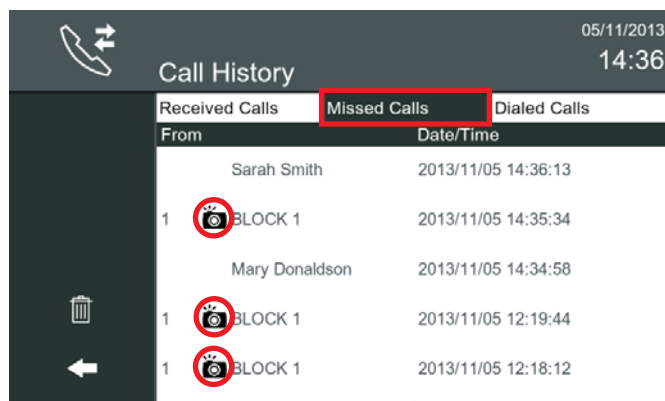 05/11/2013
14:36
Call History
Received Calls Missed Calls Dialed Calls
From Date/Time
Sarah Smith 2013/11/05 14:36:13
1 BLOCK 1 2013/11/05 14:35:34
Mary Donaldson 2013/11/05 14:34:58
1 BLOCK 1 2013/11/05 12:19:44
1 BLOCK 1 2013/11/05 12:18:12